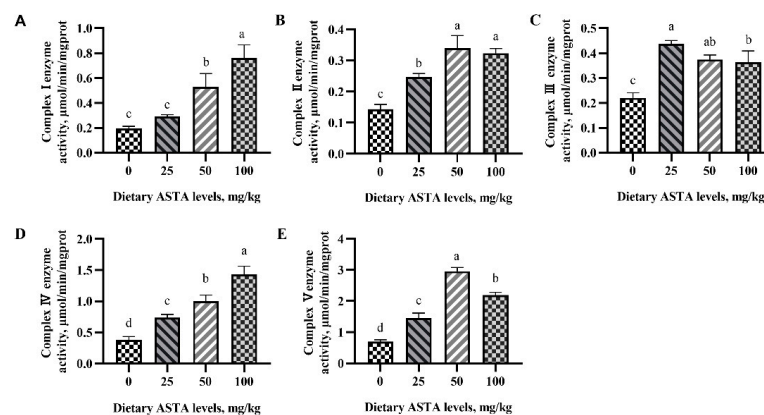 A
Complex Ⅰ enzyme
activity, μmol/min/mgprot
1.0
0.8
0.6
0.4
0.2
0.0
c
c
b
a
0 25 50 100
Dietary ASTA levels, mg/kg
B
Complex Ⅱ enzyme
activity, μmol/min/mgprot
0.4
0.3
0.2
0.1
0.0
c
b
a
a
0 25 50 100
Dietary ASTA levels, mg/kg
C
Complex Ⅲ enzyme
activity, μmol/min/mgprot
0.5
0.4
0.3
0.2
0.1
0.0
c
a
ab
b
0 25 50 100
Dietary ASTA levels, mg/kg
D
Complex Ⅳ enzyme
activity, μmol/min/mgprot
2.0
1.5
1.0
0.5
0.0
d
c
b
a
0 25 50 100
Dietary ASTA levels, mg/kg
E
Complex Ⅴ enzyme
activity, μmol/min/mgprot
4
3
2
1
0
d
c
a
b
0 25 50 100
Dietary ASTA levels, mg/kg